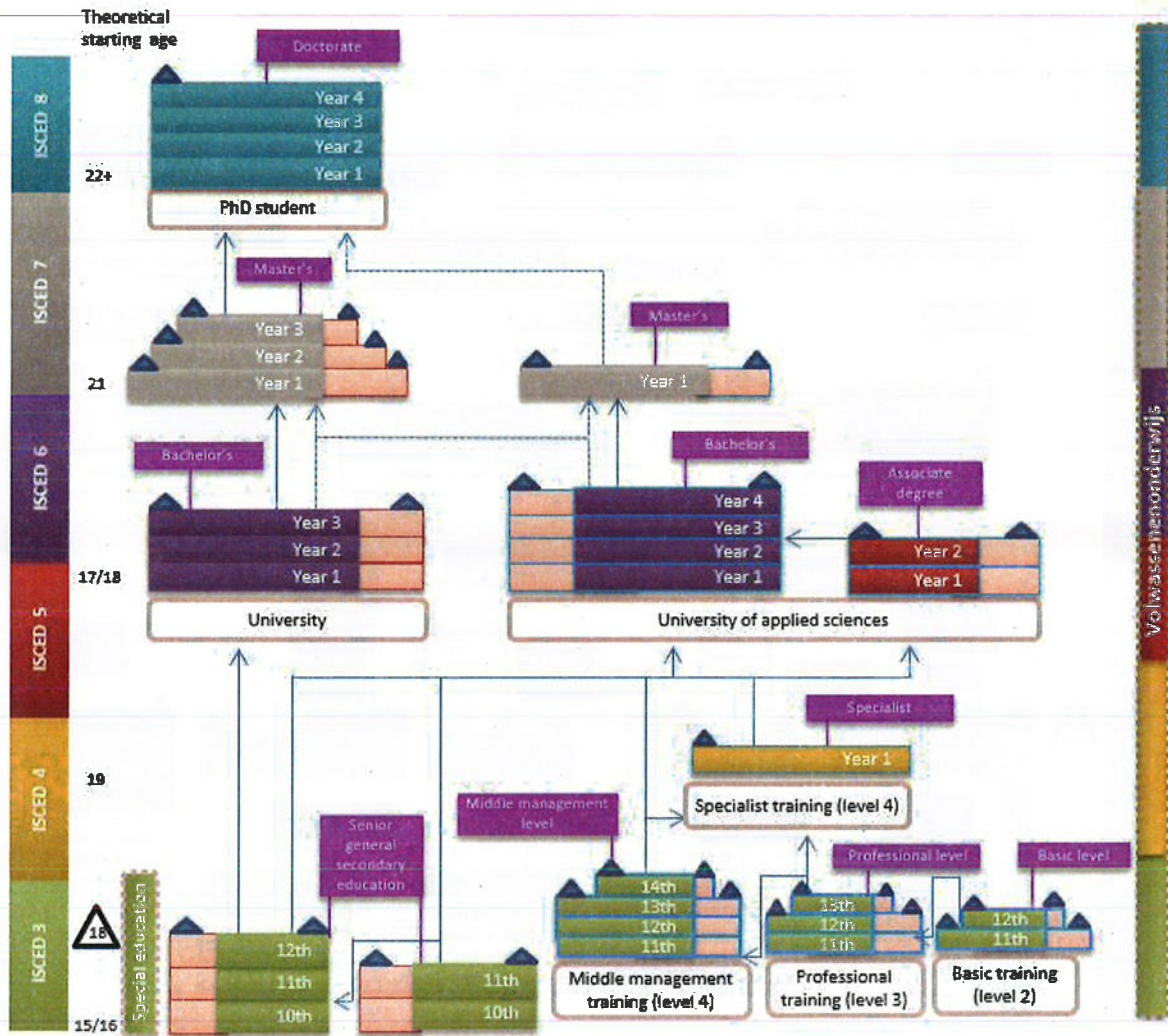 Theoretical
starting age
Doctorate
ISCED 8
Year 4
Year 3
Year 2
Year 1
22+
PhD student
ISCED 7
Master's
Year 3
Year 2
Year 1
Master's
Year 1
21
ISCED 6
Bachelor's
Year 3
Year 2
Year 1
Bachelor's
Year 4
Year 3
Year 2
Year 1
Associate
degree
Year 2
Year 1
17/18
University
University of applied sciences
Volwassenenonderwijs
ISCED 5
Specialist
Year 1
ISCED 4
19
Specialist training (level 4)
Middle management
level
Senior
general
secondary
education
Professional level
Basic level
14th
13th
12th
11th
13th
12th
11th
12th
11th
Middle management
training (level 4)
Professional
training (level 3)
Basic training
(level 2)
ISCED 3
18
Special education
12th
11th
10th
11th
10th
15/16